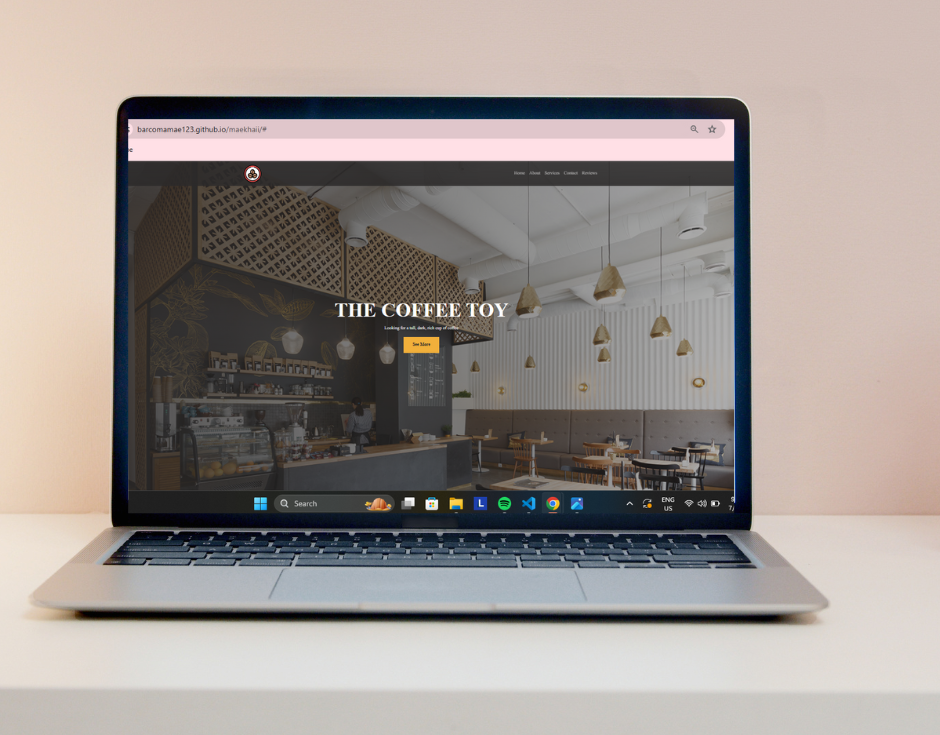 barcomamae123.github.io/maekhaii/#
Home About Services Contact Reviews
THE COFFEE TOY
Looking for a tall, dark, rich cup of coffee
See More
Search
ENG
US